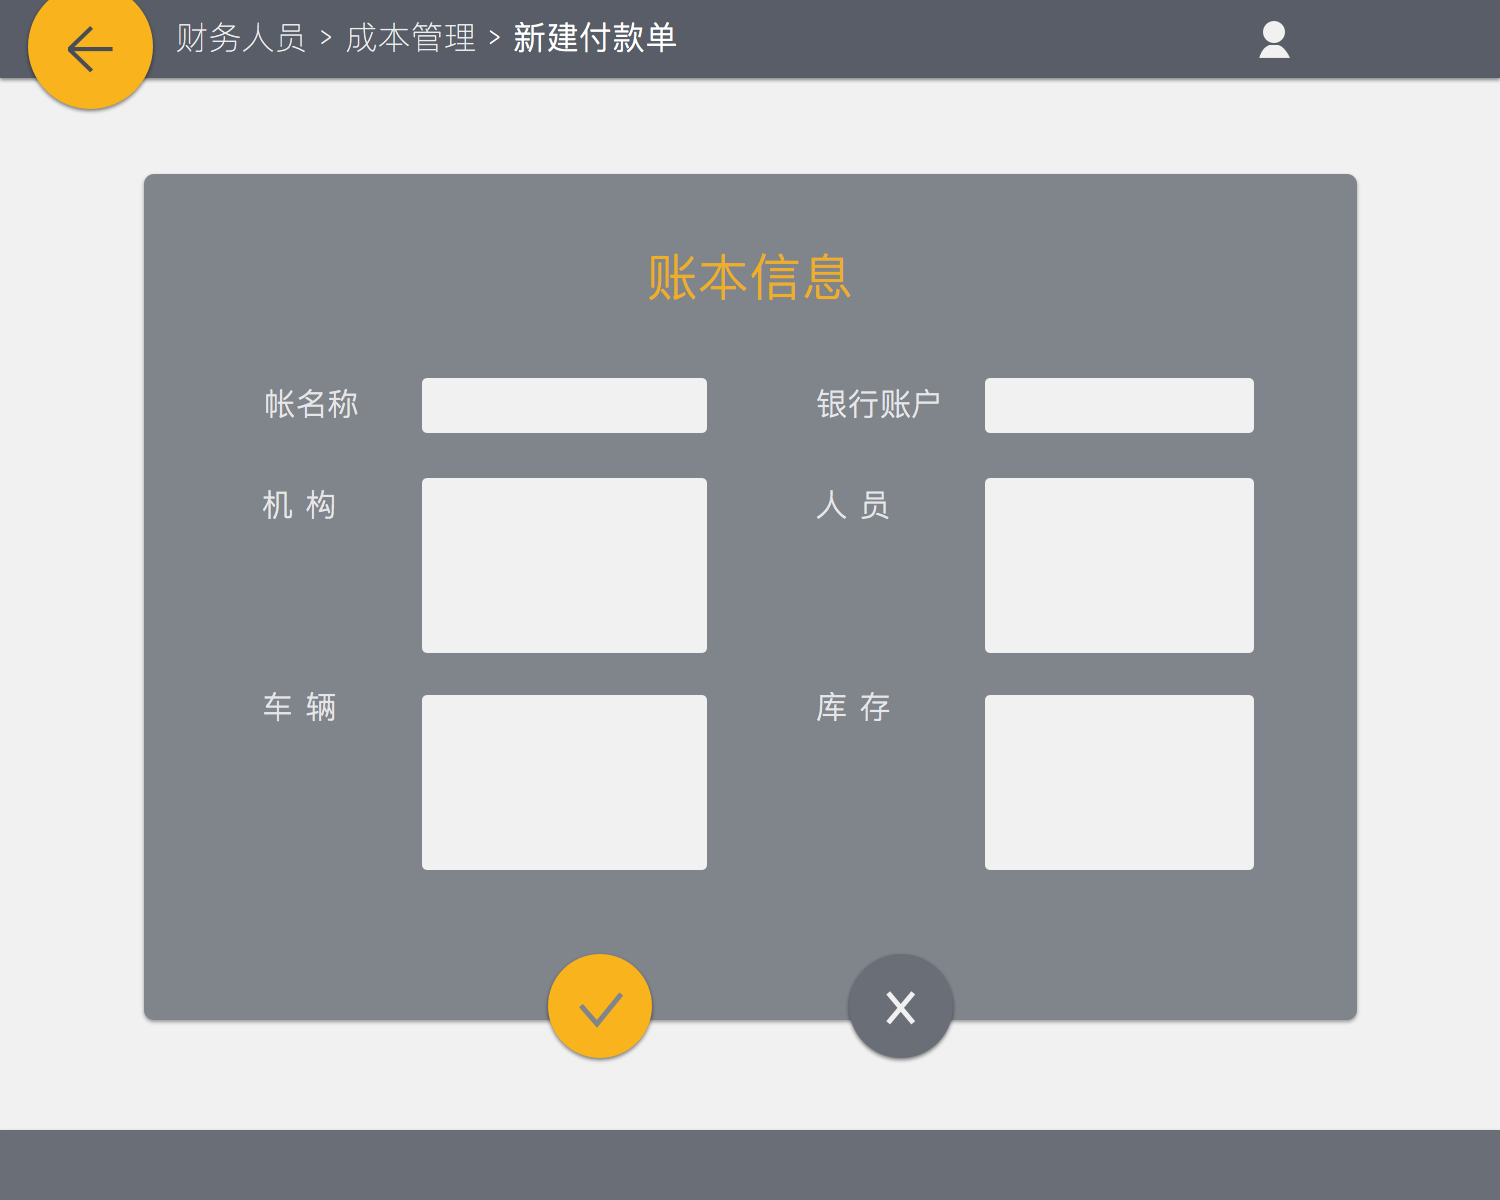 财务人员 > 成本管理 > 新建付款单
账本信息
帐名称
银行账户
机 构
人 员
车 辆
库 存